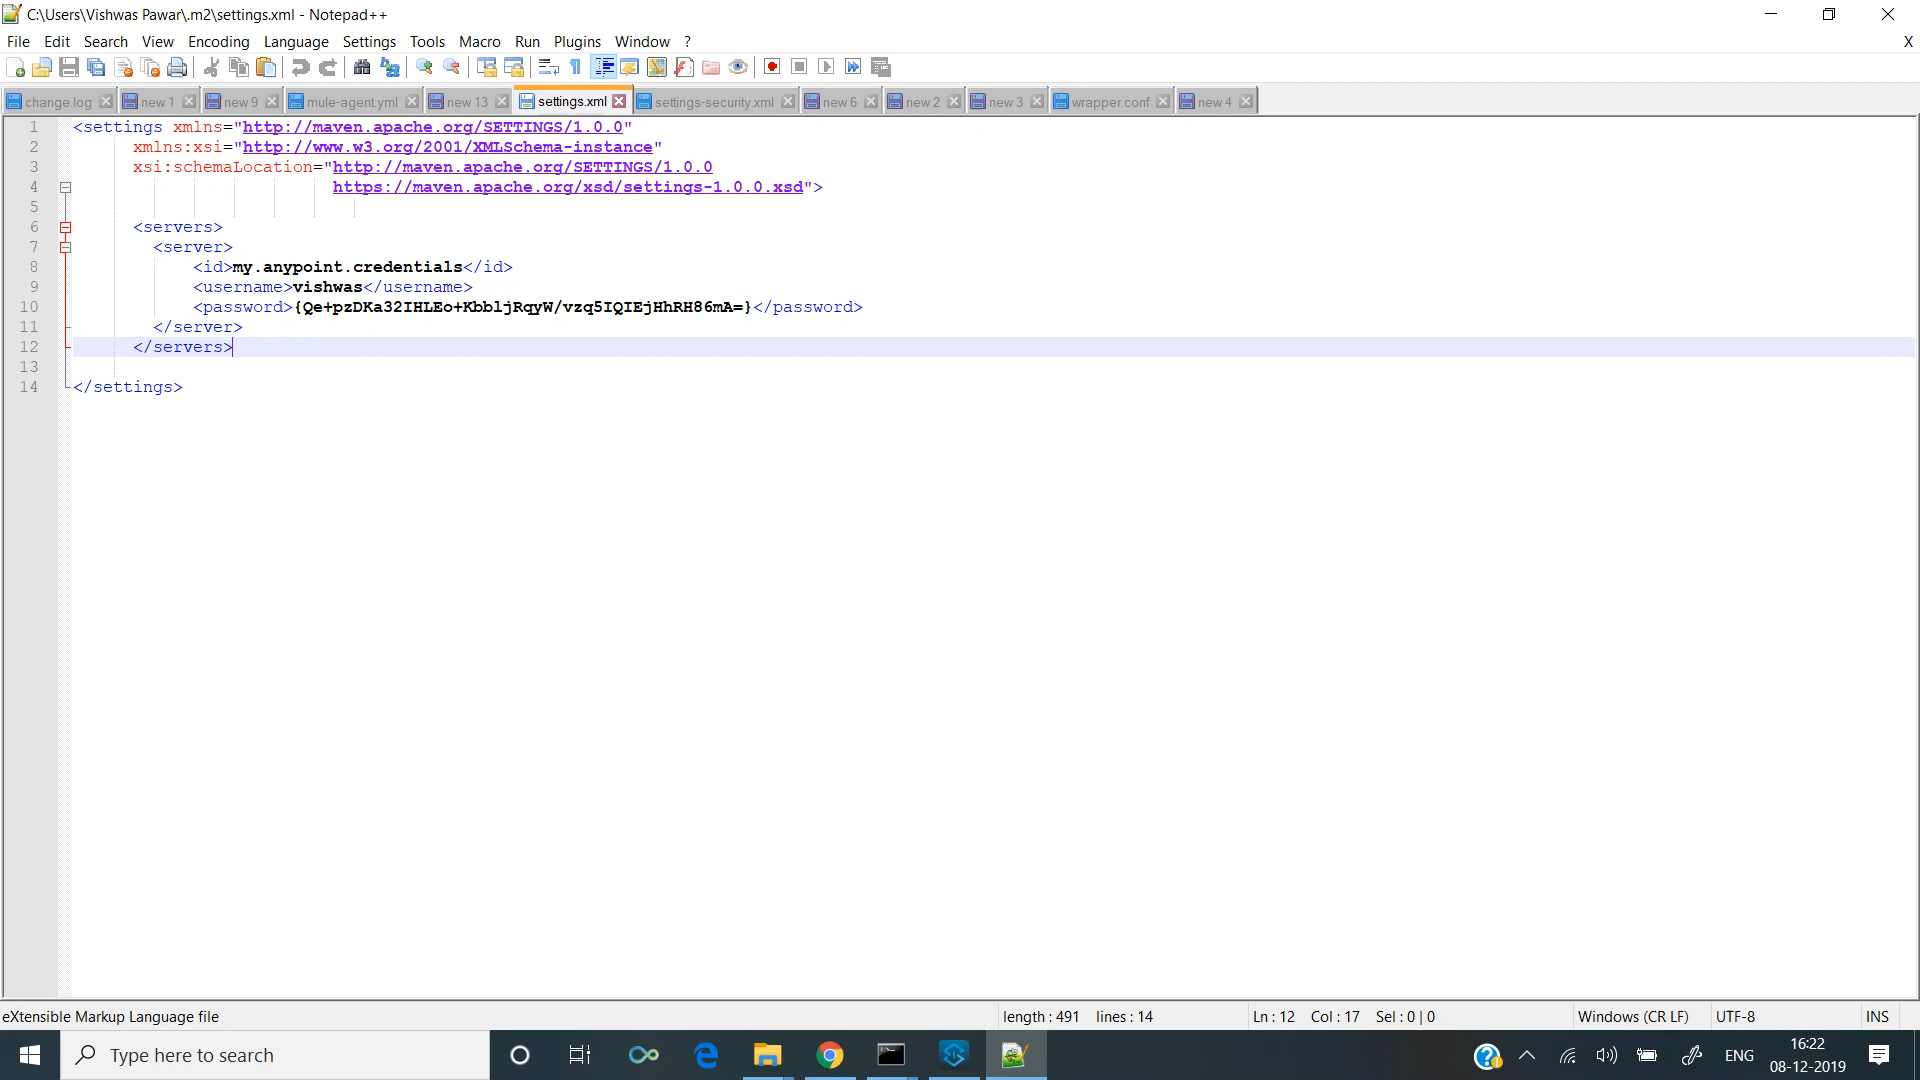 C:\Users\Vishwas Pawar\.m2\settings.xml - Notepad++
File Edit Search View Encoding Language Settings Tools Macro Run Plugins Window ? X
change.log new 1 new 9 mule-agent.yml new 13 settings.xml settings-security.xml new 6 new 2 new 3 wrapper.conf new 4
1 <settings xmlns="http://maven.apache.org/SETTINGS/1.0.0"
2 xmlns:xsi="http://www.w3.org/2001/XMLSchema-instance"
3 xsi:schemaLocation="http://maven.apache.org/SETTINGS/1.0.0
4 https://maven.apache.org/xsd/settings-1.0.0.xsd">
5
6 <servers>
7 <server>
8 <id>my.anypoint.credentials</id>
9 <username>vishwas</username>
10 <password>{Qe+pzDKa32IHLEo+KbbljRqyW/vzq5IQIEjHhRH86mA=}</password>
11 </server>
12 </servers>
13
14 </settings>
eXtensible Markup Language file length : 491 lines : 14 Ln : 12 Col : 17 Sel : 0 | 0 Windows (CR LF) UTF-8 INS
Type here to search ENG 16:22
08-12-2019